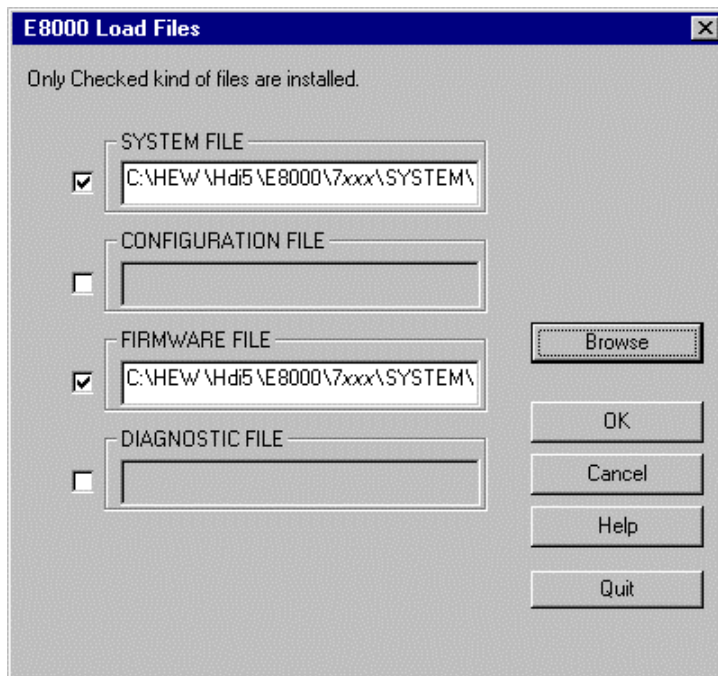 E8000 Load Files
Only Checked kind of files are installed.
SYSTEM FILE
C:\HEW\Hdi5\E8000\7xxx\SYSTEM\
CONFIGURATION FILE
FIRMWARE FILE
C:\HEW\Hdi5\E8000\7xxx\SYSTEM\
DIAGNOSTIC FILE
Browse
OK
Cancel
Help
Quit